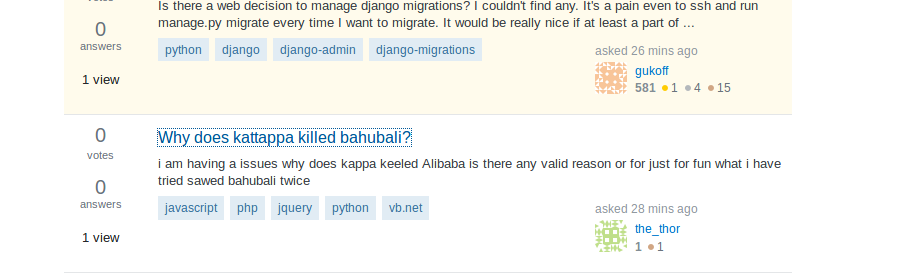 votes
Is there a web decision to manage django migrations? I couldn't find any. It's a pain even to ssh and run
manage.py migrate every time I want to migrate. It would be really nice if at least a part of …
0
answers
python django django-admin django-migrations
asked 26 mins ago
1 view
gukoff
581 1 4 15
0
votes
Why does kattappa killed bahubali?
i am having a issues why does kappa keeled Alibaba is there any valid reason or for just for fun what i have
tried sawed bahubali twice
0
answers
javascript php jquery python vb.net
asked 28 mins ago
1 view
the_thor
1 1